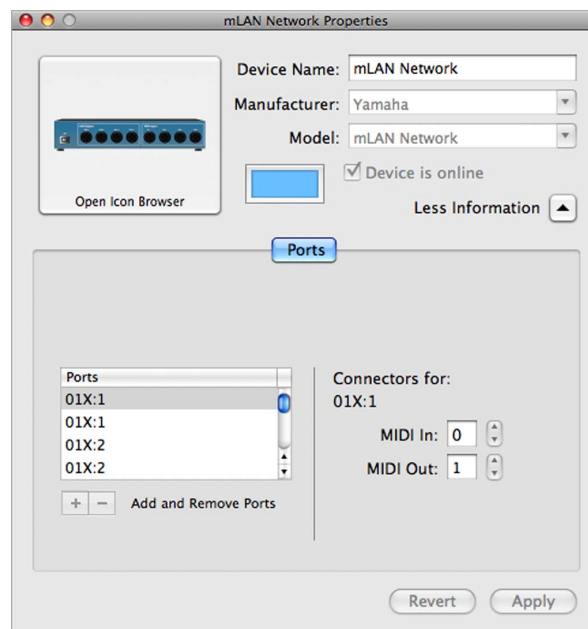 mLAN Network Properties
Device Name: mLAN Network
Manufacturer: Yamaha
Model: mLAN Network
Open Icon Browser
Device is online
Less Information
Ports
Ports
01X:1
01X:1
01X:2
01X:2
+ − Add and Remove Ports
Connectors for:
01X:1
MIDI In: 0
MIDI Out: 1
Revert Apply